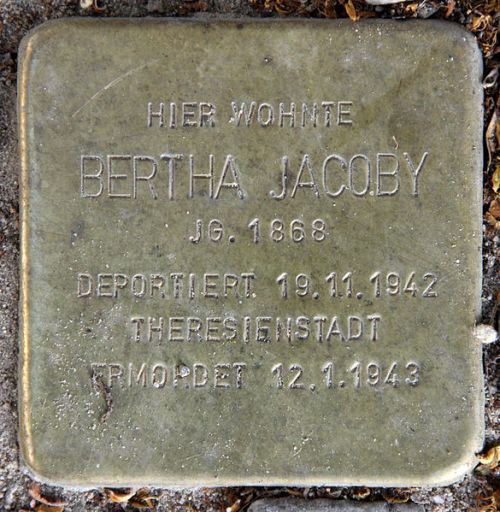 HIER WOHNTE
BERTHA JACOBY
JG. 1868
DEPORTIERT 19.11.1942
THERESIENSTADT
ERMORDET 12.1.1943